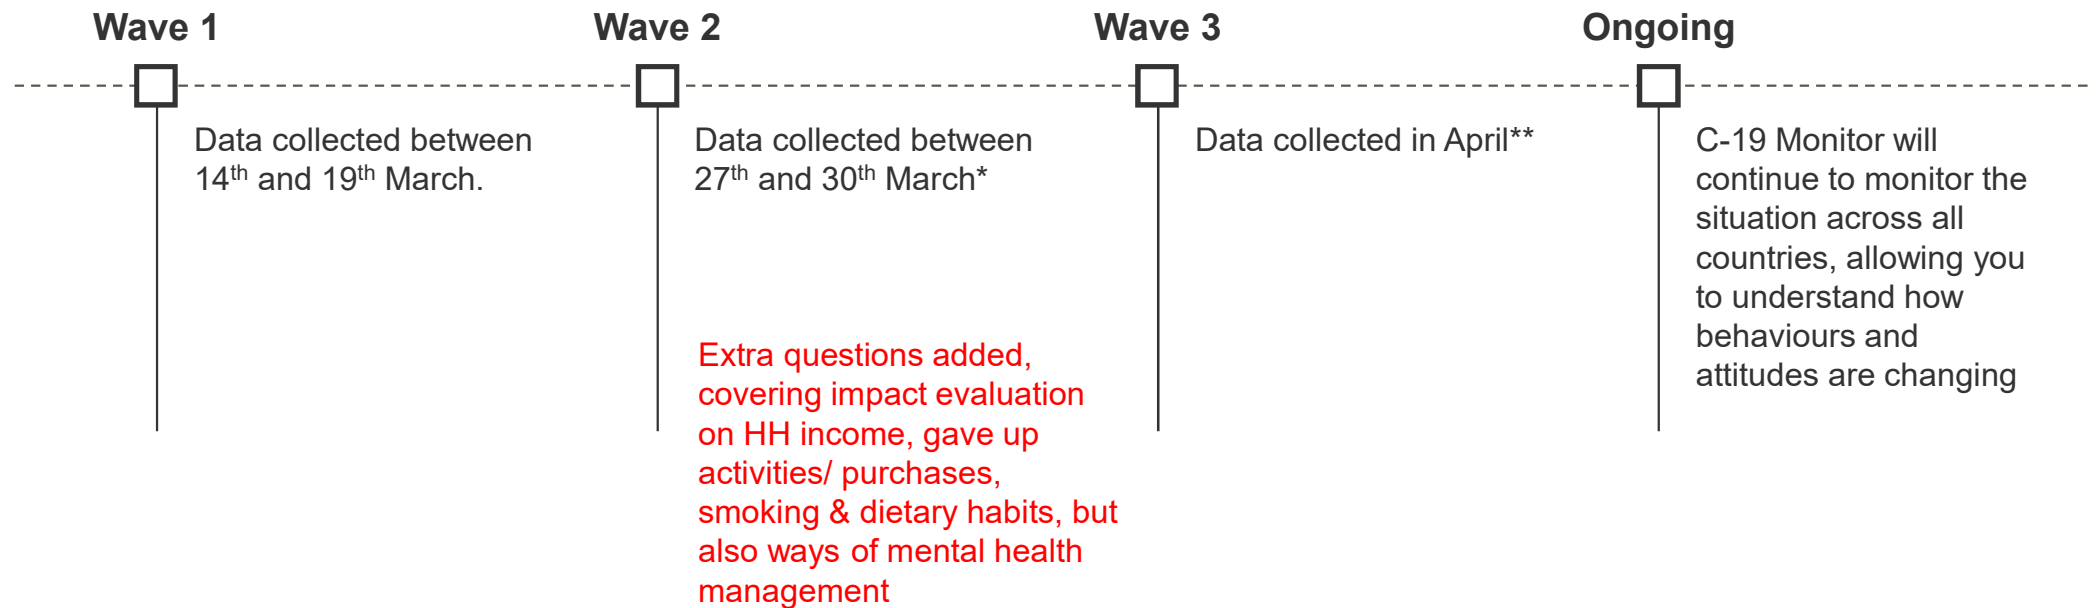 Wave 1
Data collected between
14th and 19th March.
Wave 2
Data collected between
27th and 30th March*
Extra questions added,
covering impact evaluation
on HH income, gave up
activities/ purchases,
smoking & dietary habits, but
also ways of mental health
management
Wave 3
Data collected in April**
Ongoing
C-19 Monitor will
continue to monitor the
situation across all
countries, allowing you
to understand how
behaviours and
attitudes are changing